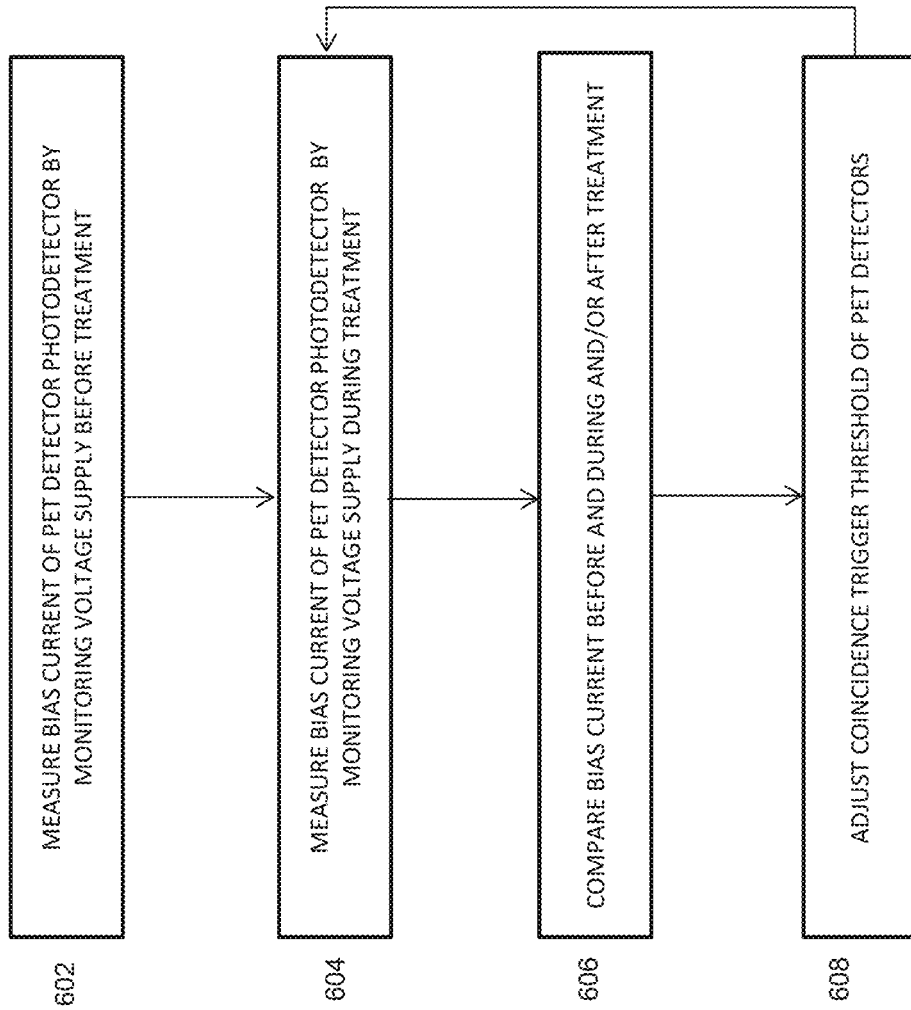 602
MEASURE BIAS CURRENT OF PET DETECTOR PHOTODETECTOR BY
MONITORING VOLTAGE SUPPLY BEFORE TREATMENT
604
MEASURE BIAS CURRENT OF PET DETECTOR PHOTODETECTOR BY
MONITORING VOLTAGE SUPPLY DURING TREATMENT
606
COMPARE BIAS CURRENT BEFORE AND DURING AND/OR AFTER TREATMENT
608
ADJUST COINCIDENCE TRIGGER THRESHOLD OF PET DETECTORS